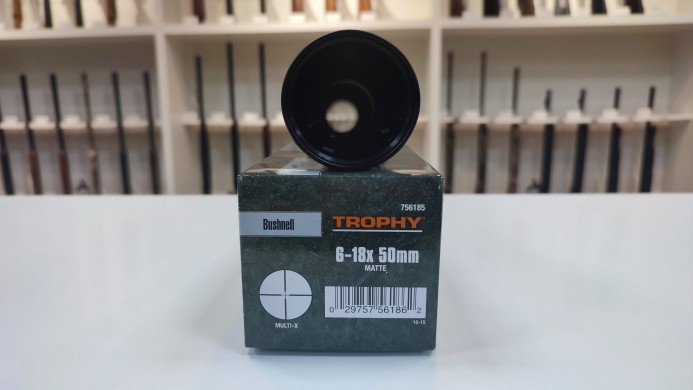 756185
Bushnell
TROPHY
6-18x 50mm
MATTE
MULTI-X
0 29757 56186 2
10-15